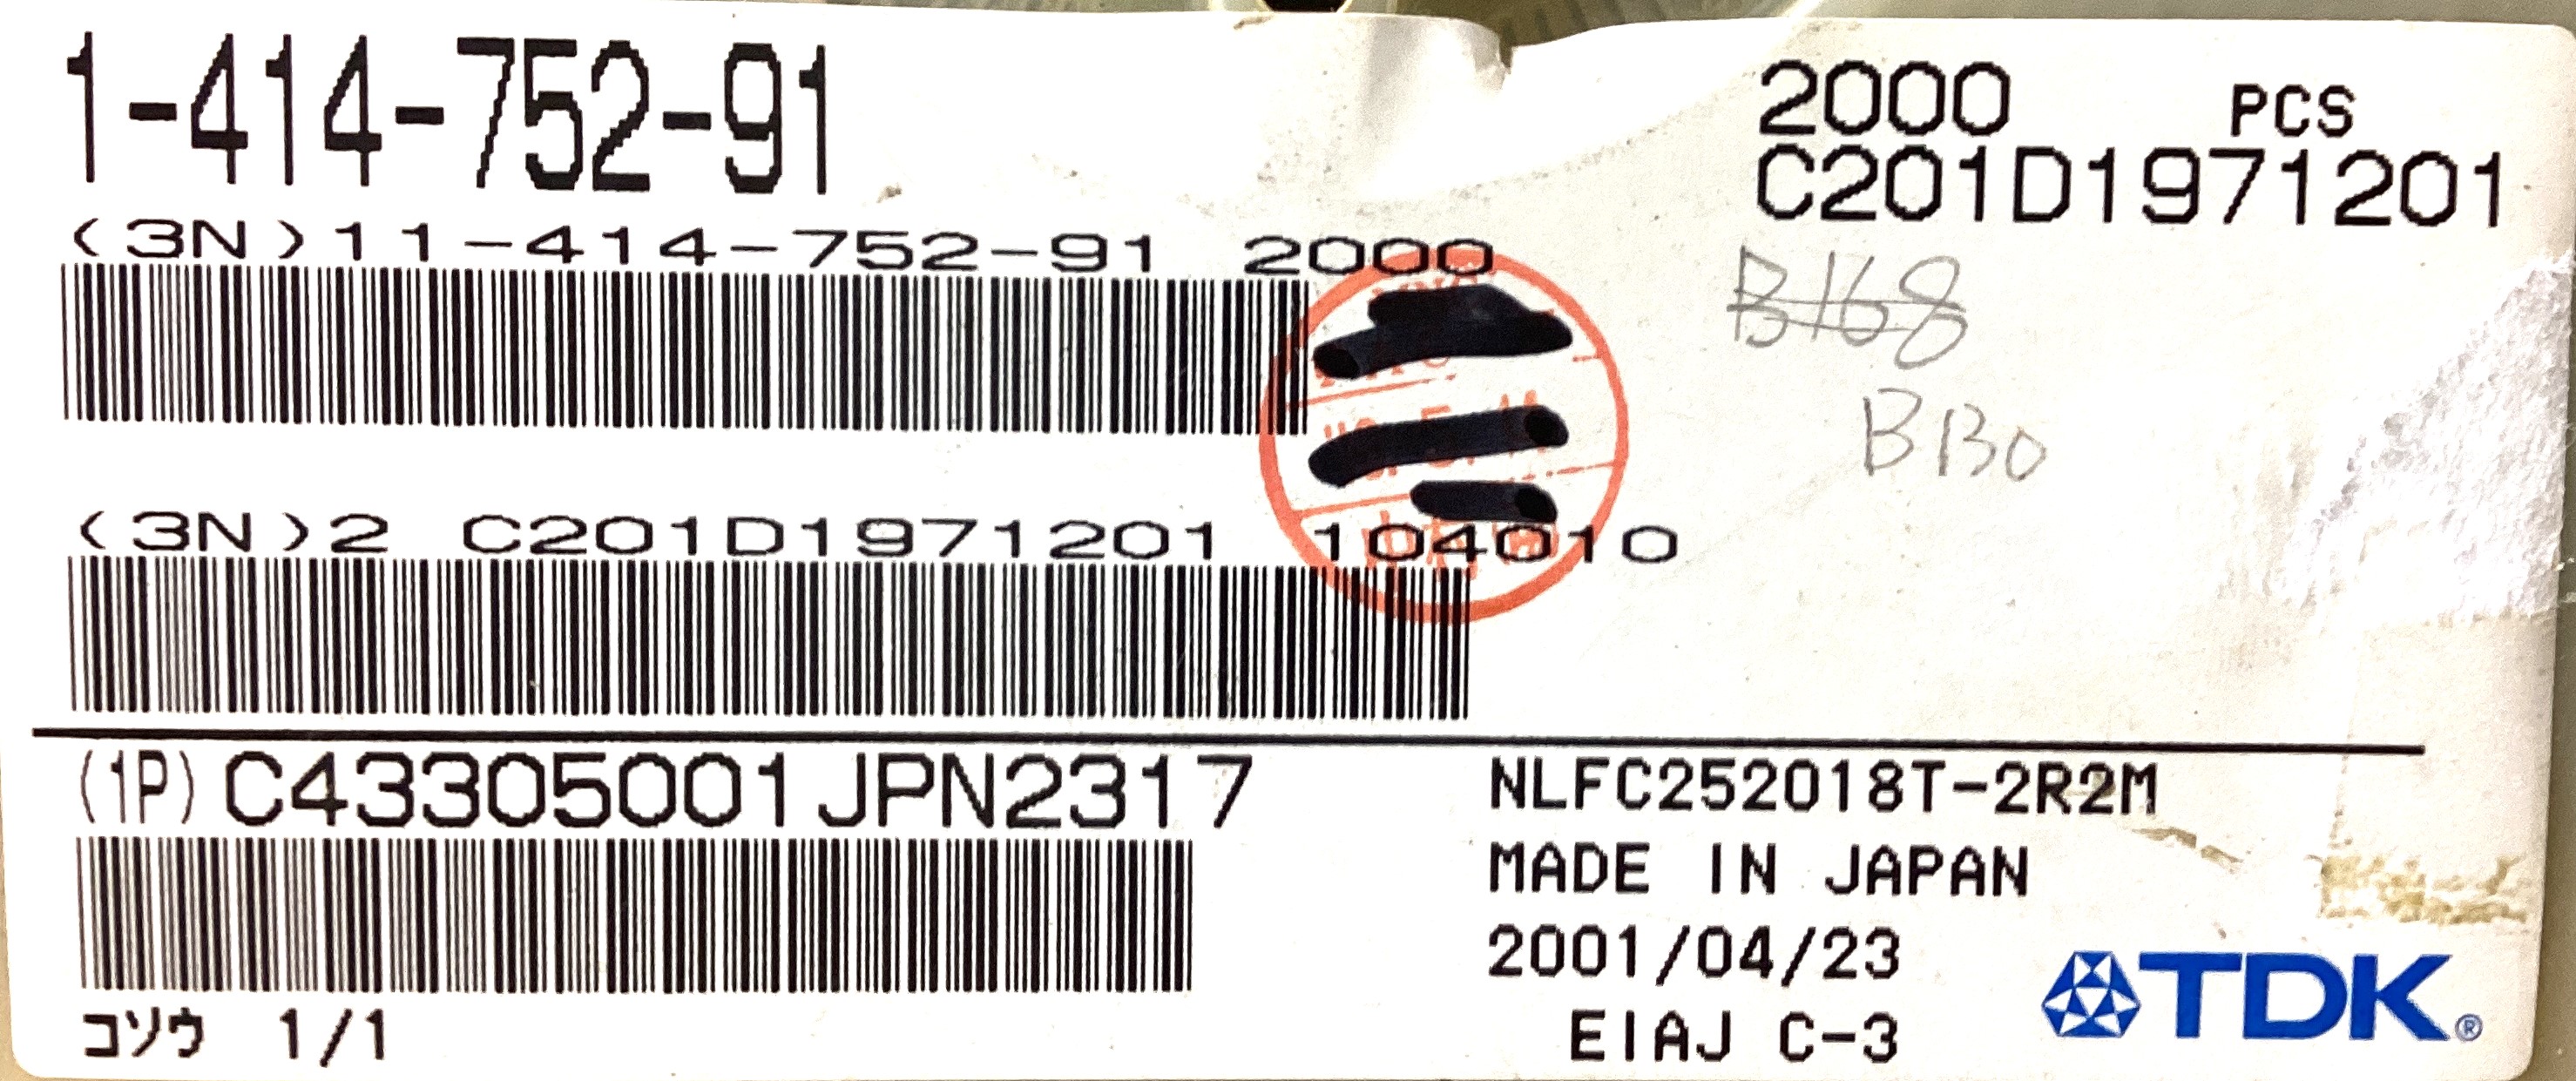 1-414-752-91
2000 PCS
C201D1971201
(3N)11-414-752-91 2000
B168
B130
(3N)2 C201D1971201 104010
(1P) C43305001JPN2317
NLFC252018T-2R2M
MADE IN JAPAN
2001/04/23
コソウ 1/1
EIAJ C-3
TDK®